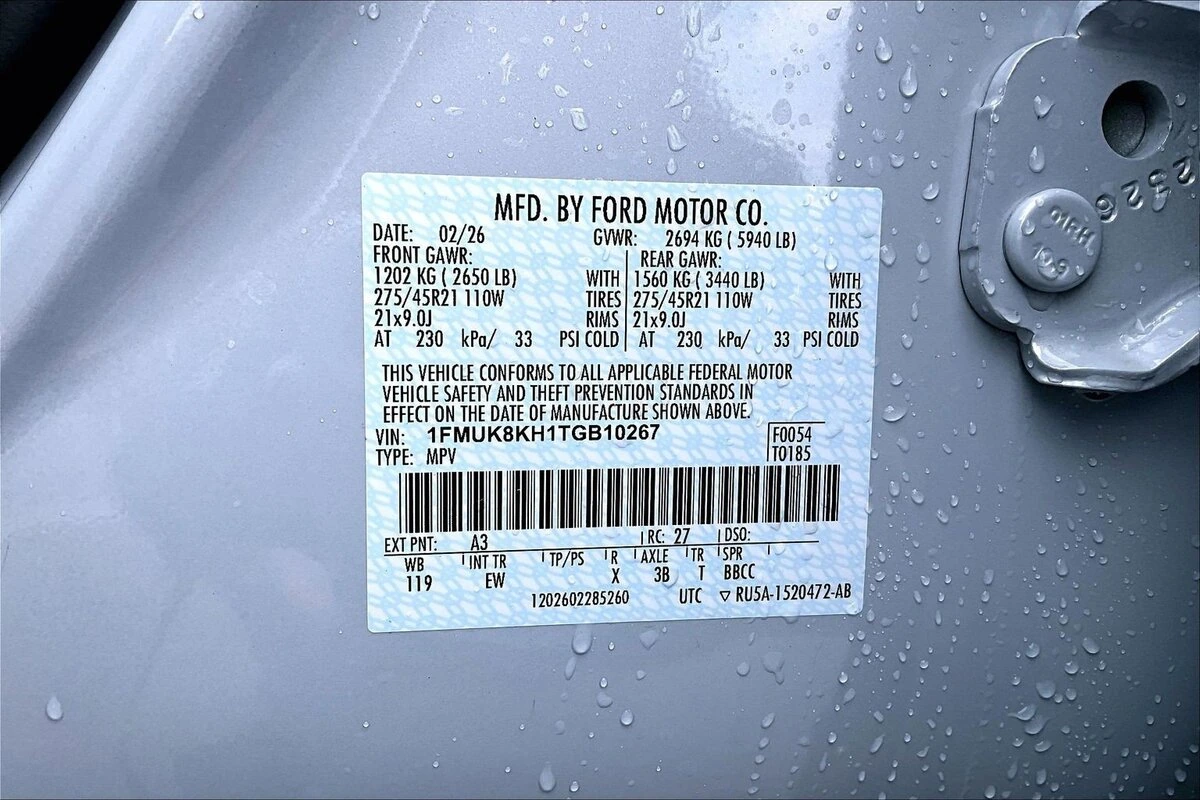 MFD. BY FORD MOTOR CO.
DATE: 02/26 GVWR: 2694 KG ( 5940 LB)
FRONT GAWR: REAR GAWR:
1202 KG ( 2650 LB) WITH 1560 KG ( 3440 LB) WITH
275/45R21 110W TIRES 275/45R21 110W TIRES
21x9.0J RIMS 21x9.0J RIMS
AT 230 kPa/ 33 PSI COLD AT 230 kPa/ 33 PSI COLD
THIS VEHICLE CONFORMS TO ALL APPLICABLE FEDERAL MOTOR
VEHICLE SAFETY AND THEFT PREVENTION STANDARDS IN
EFFECT ON THE DATE OF MANUFACTURE SHOWN ABOVE.
VIN: 1FMUK8KH1TGB10267 F0054
TYPE: MPV T0185
EXT PNT: A3 RC: 27 DSO:
WB INT TR TP/PS R AXLE TR SPR
119 EW X 3B T BBCC
1202602285260 UTC ▽ RU5A-1520472-AB